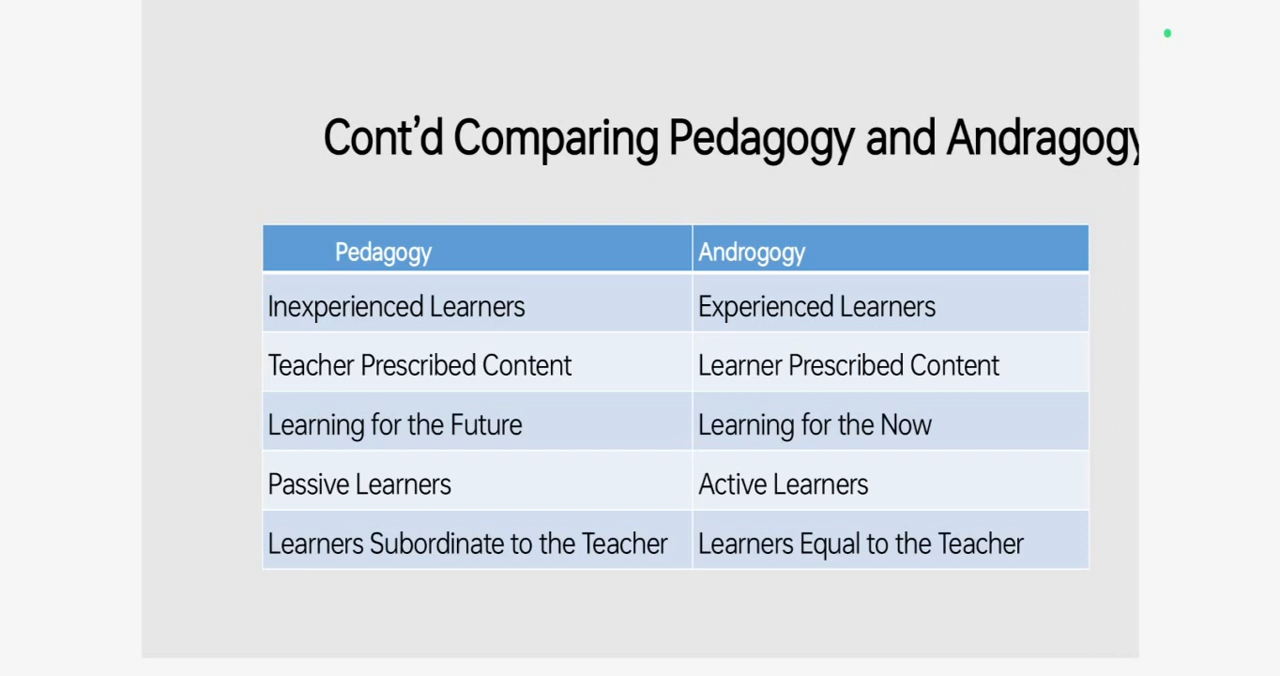 Cont’d Comparing Pedagogy and Andragogy
Pedagogy Androgogy
Inexperienced Learners Experienced Learners
Teacher Prescribed Content Learner Prescribed Content
Learning for the Future Learning for the Now
Passive Learners Active Learners
Learners Subordinate to the Teacher Learners Equal to the Teacher